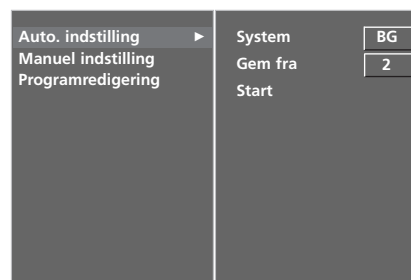 Auto. indstilling ►
Manuel indstilling
Programredigering
System BG
Gem fra 2
Start